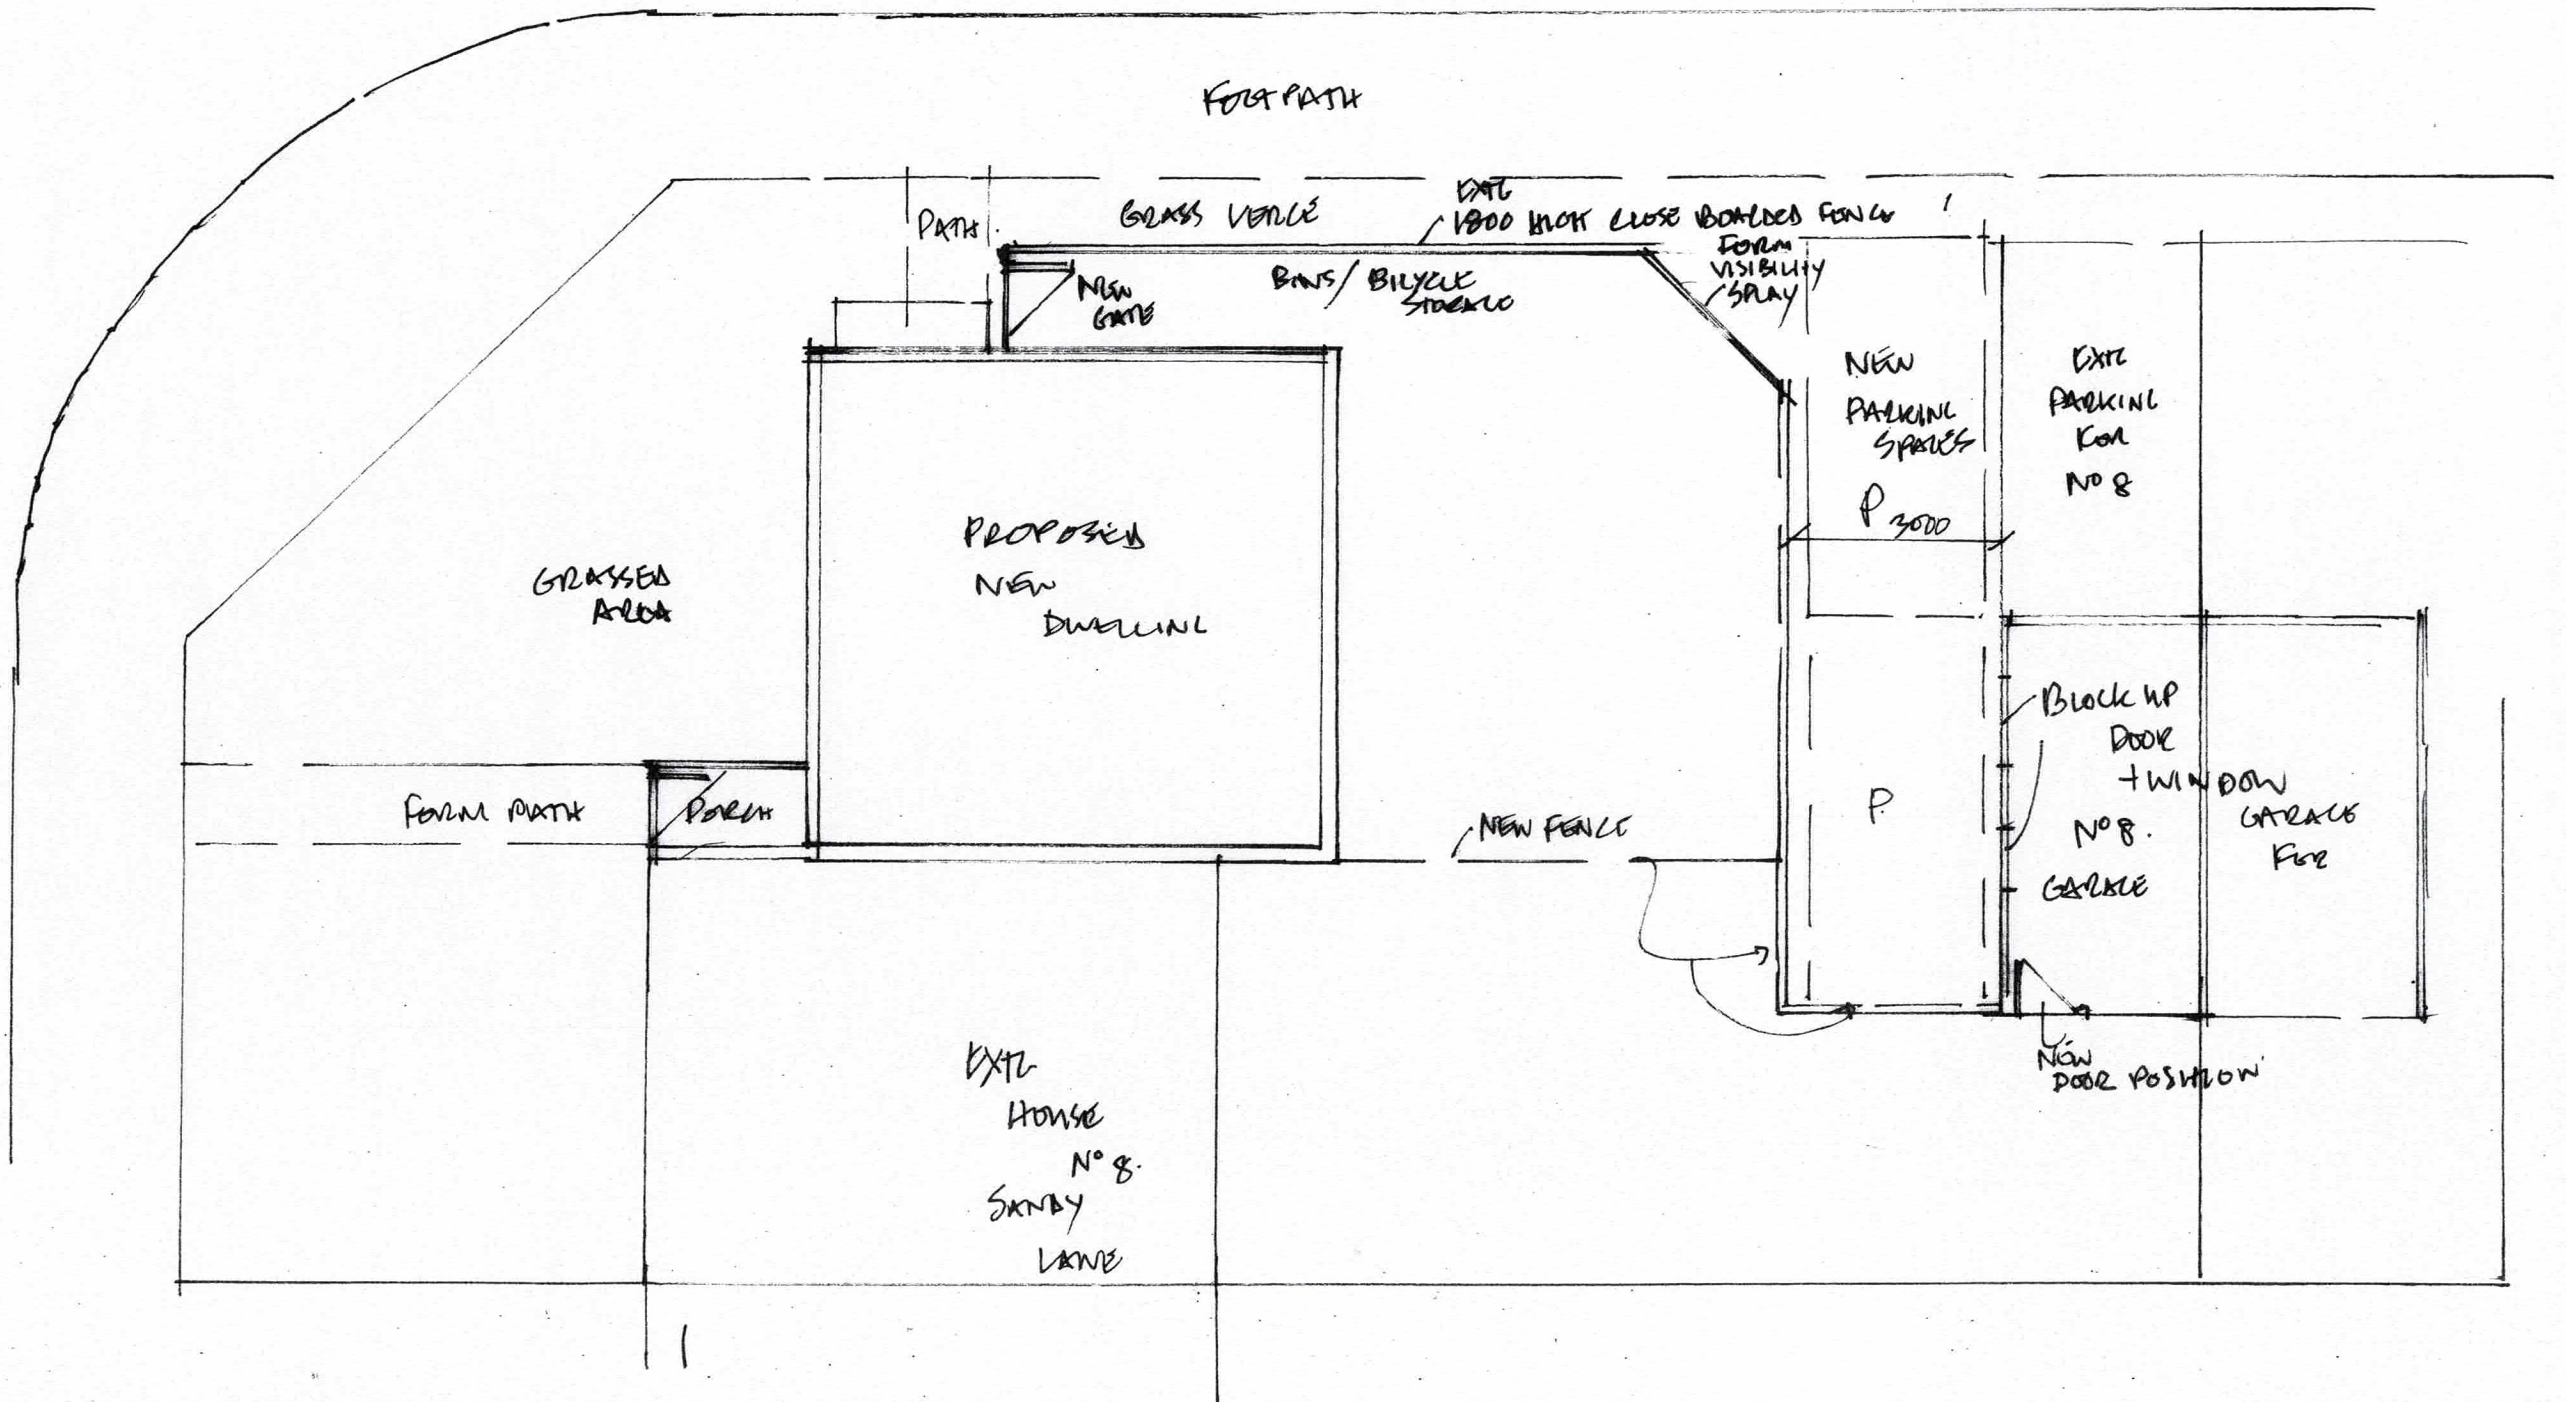 FOOTPATH
EXTG
GRASS VERGE
1800 HIGH CLOSE BOARDED FENCE
PATH
FORM
VISIBILITY
SPLAY
NEW
GATE
BINS/ BICYCLE
STORAGE
NEW
PARKING
SPACES
P 3000
EXTG
PARKING
FOR
Nº 8
PROPOSED
NEW
DWELLING
GRASSED
AREA
BLOCK UP
DOOR
+ WINDOW
FORM PATH
PORCH
NEW FENCE
P
Nº 8.
GARAGE
GARAGE
FOR
NEW
DOOR POSITION
EXTG
HOUSE
Nº 8.
SANDY
LANE